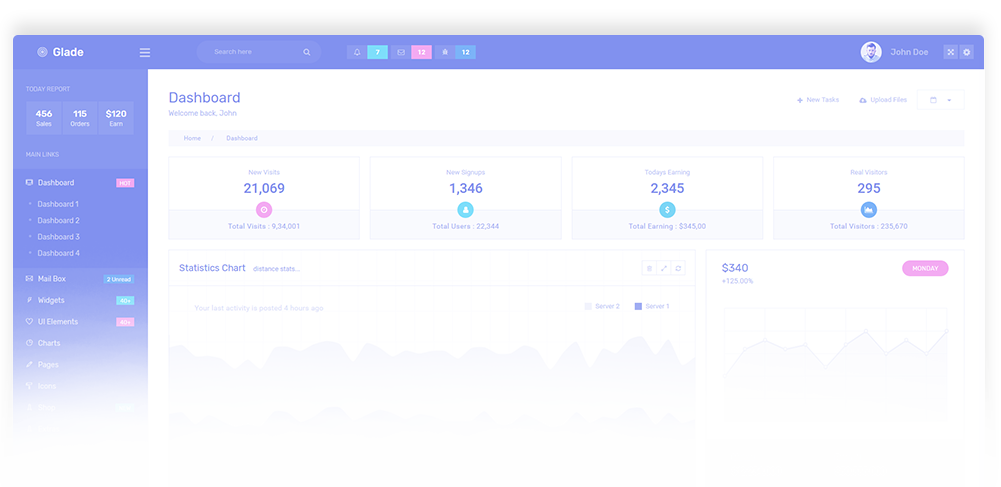 Glade
Search here
7
12
12
John Doe
TODAY REPORT
456 115 $120
Sales Orders Earn
MAIN LINKS
Dashboard HOT
Dashboard 1
Dashboard 2
Dashboard 3
Dashboard 4
Mail Box 2 Unread
Widgets 40+
UI Elements 40+
Charts
Pages
Icons
Dashboard
Welcome back, John
New Tasks
Upload Files
Home / Dashboard
New Visits
21,069
Total Visits : 9,34,001
New Signups
1,346
Total Users : 22,344
Todays Earning
2,345
Total Earning : $345,00
Real Visitors
295
Total Visitors : 235,670
Statistics Chart distance stats...
Your last activity is posted 4 hours ago
Server 2 Server 1
$340
+125.00%
MONDAY